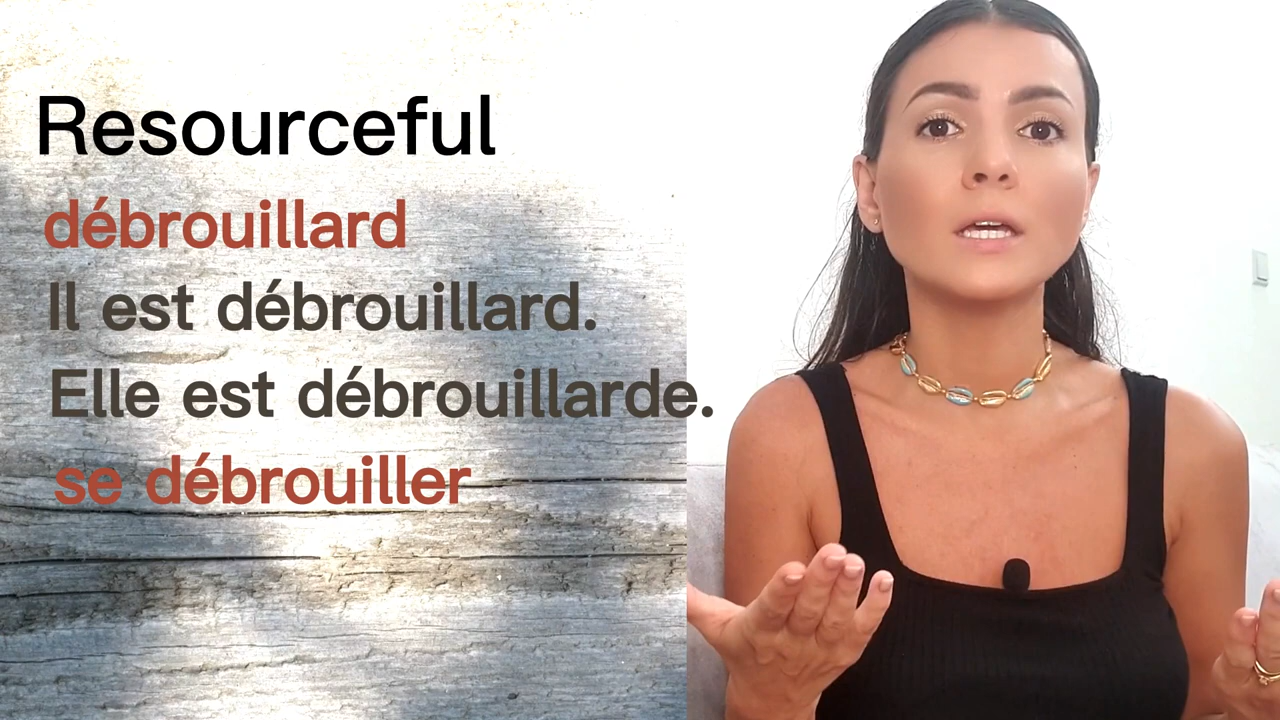 Resourceful
débrouillard
Il est débrouillard.
Elle est débrouillarde.
se débrouiller